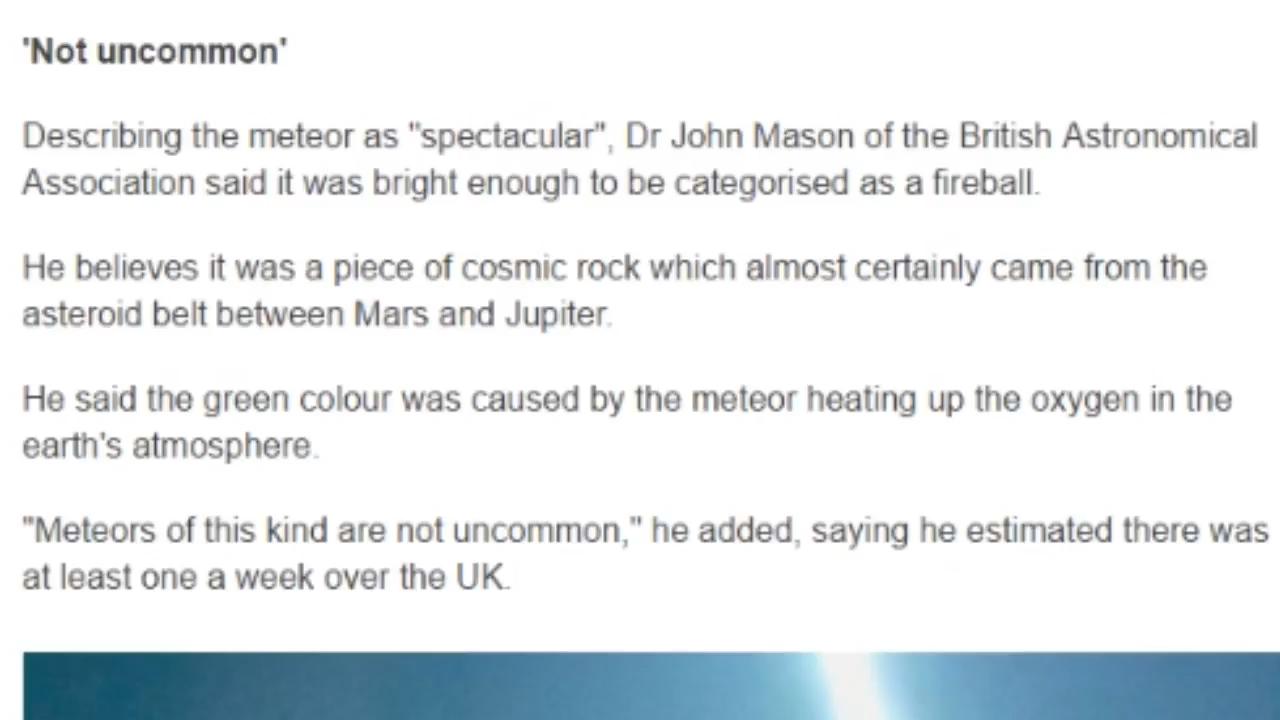 'Not uncommon'
Describing the meteor as "spectacular", Dr John Mason of the British Astronomical
Association said it was bright enough to be categorised as a fireball.
He believes it was a piece of cosmic rock which almost certainly came from the
asteroid belt between Mars and Jupiter.
He said the green colour was caused by the meteor heating up the oxygen in the
earth's atmosphere.
"Meteors of this kind are not uncommon," he added, saying he estimated there was
at least one a week over the UK.